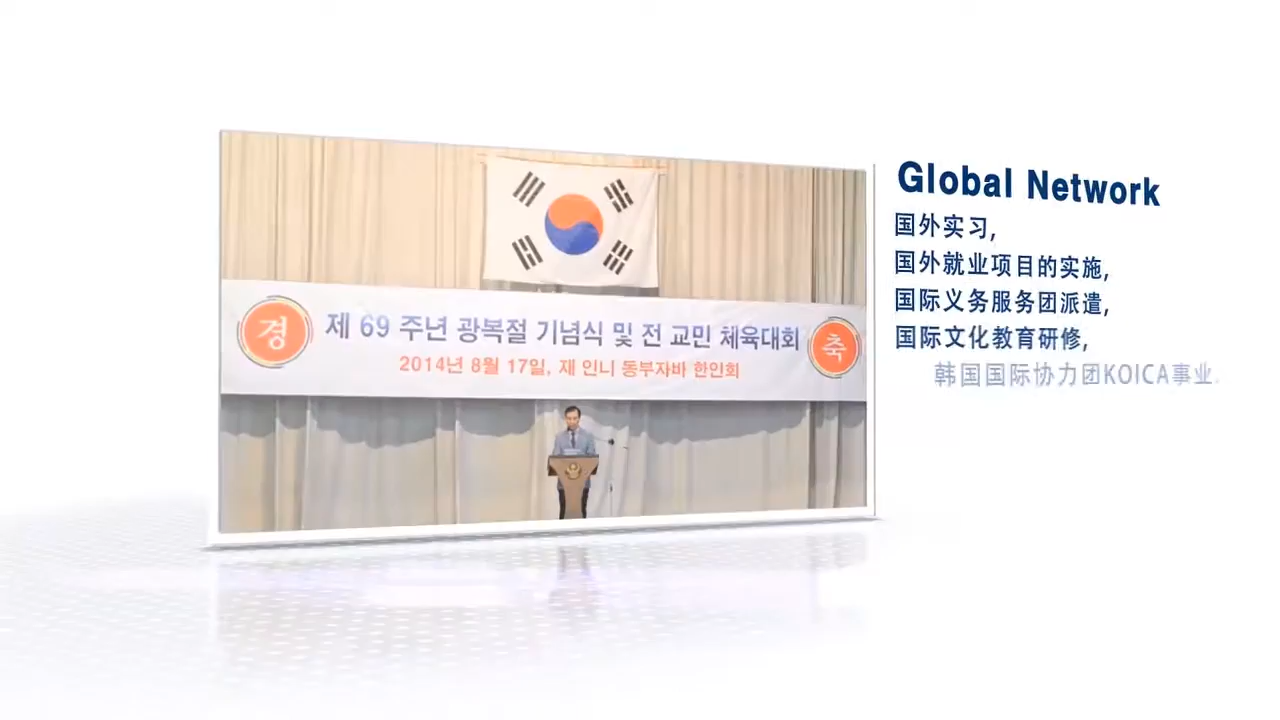 경
제 69 주년 광복절 기념식 및 전 교민 체육대회
축
2014년 8월 17일, 재 인니 동부자바 한인회
Global Network
国外实习,
国外就业项目的实施,
国际义务服务团派遣,
国际文化教育研修,
韩国国际协力团KOICA事业.